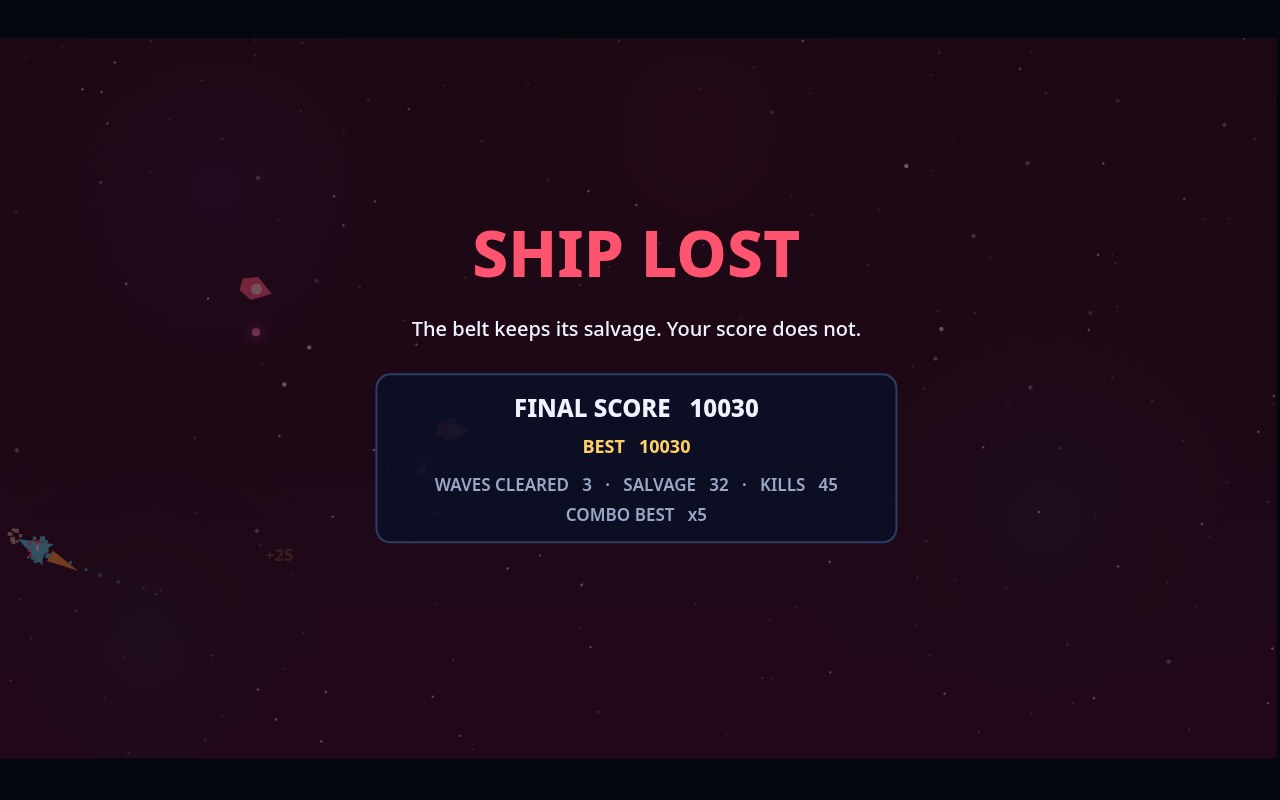 SHIP LOST
The belt keeps its salvage. Your score does not.
FINAL SCORE 10030
BEST 10030
WAVES CLEARED 3 · SALVAGE 32 · KILLS 45
COMBO BEST x5
+25